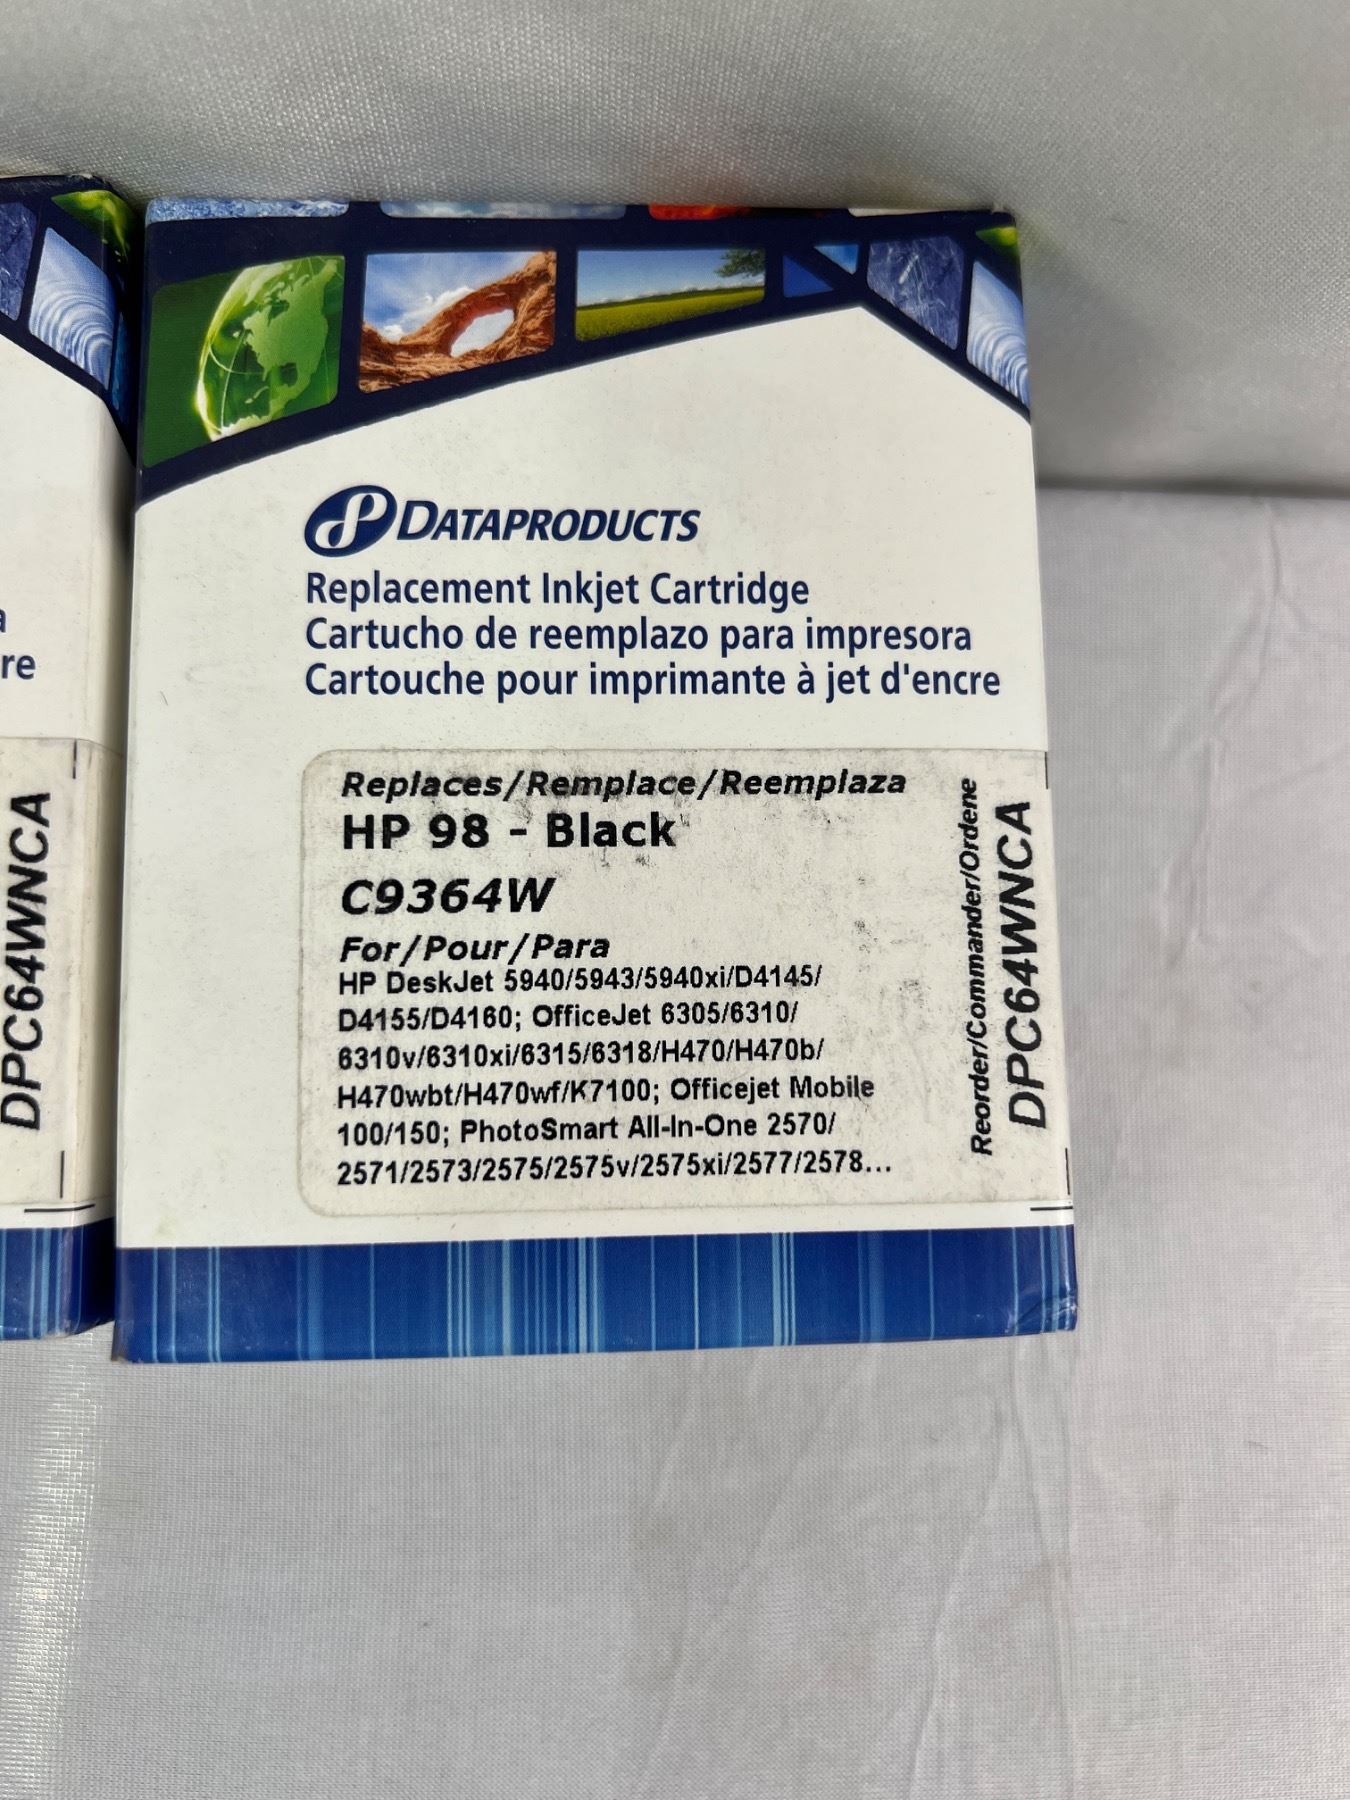 DATAPRODUCTS
Replacement Inkjet Cartridge
Cartucho de reemplazo para impresora
Cartouche pour imprimante à jet d'encre
Replaces/Remplace/Reemplaza
HP 98 - Black
C9364W
For/Pour/Para
HP DeskJet 5940/5943/5940xi/D4145/
D4155/D4160; OfficeJet 6305/6310/
6310v/6310xi/6315/6318/H470/H470b/
H470wbt/H470wf/K7100; Officejet Mobile
100/150; PhotoSmart All-In-One 2570/
2571/2573/2575/2575v/2575xi/2577/2578...
Reorder/Commander/Ordene
DPC64WNCA
DPC64WNCA